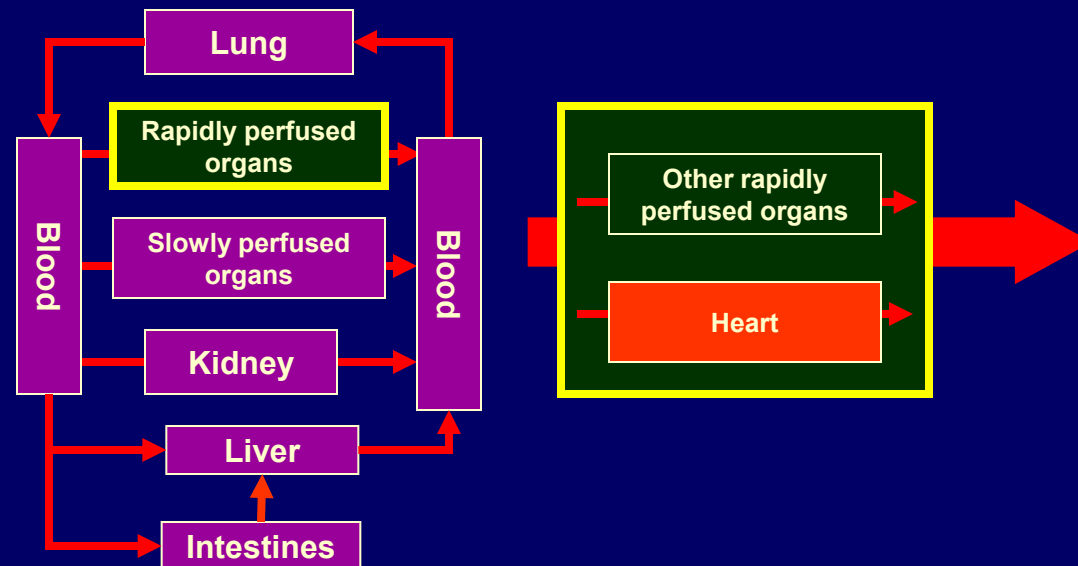 Lung
Rapidly perfused
organs
Blood
Slowly perfused
organs
Blood
Kidney
Liver
Intestines
Other rapidly
perfused organs
Heart